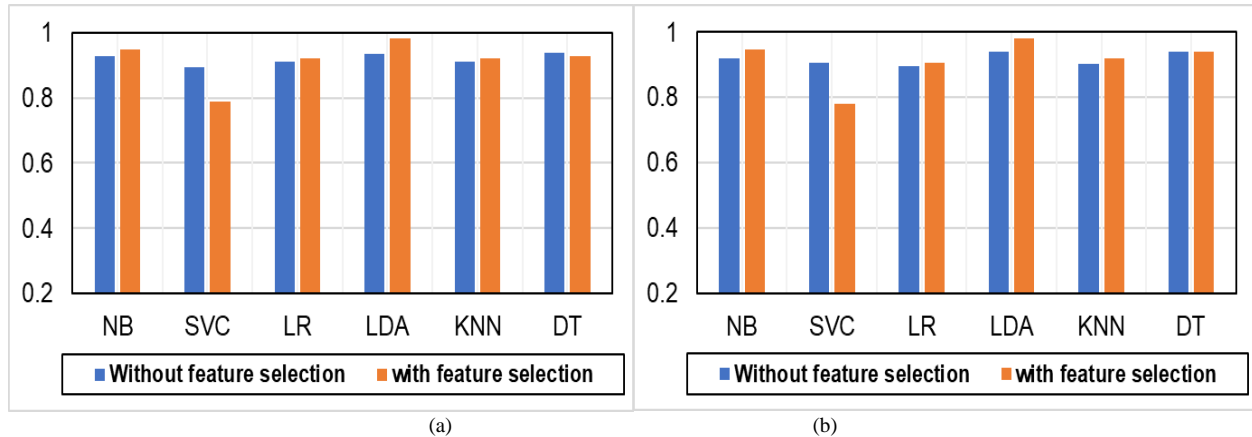 1
0.8
0.6
0.4
0.2
NB SVC LR LDA KNN DT
Without feature selection with feature selection
(a)
1
0.8
0.6
0.4
0.2
NB SVC LR LDA KNN DT
Without feature selection with feature selection
(b)